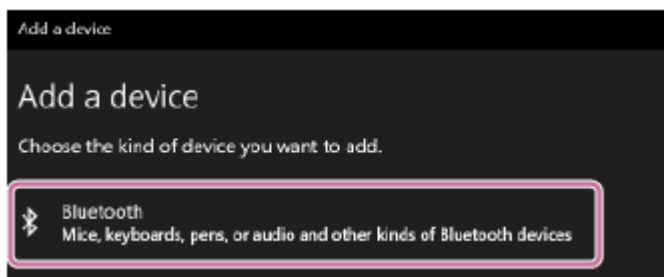 Add a device
Add a device
Choose the kind of device you want to add.
Bluetooth
Mice, keyboards, pens, or audio and other kinds of Bluetooth devices